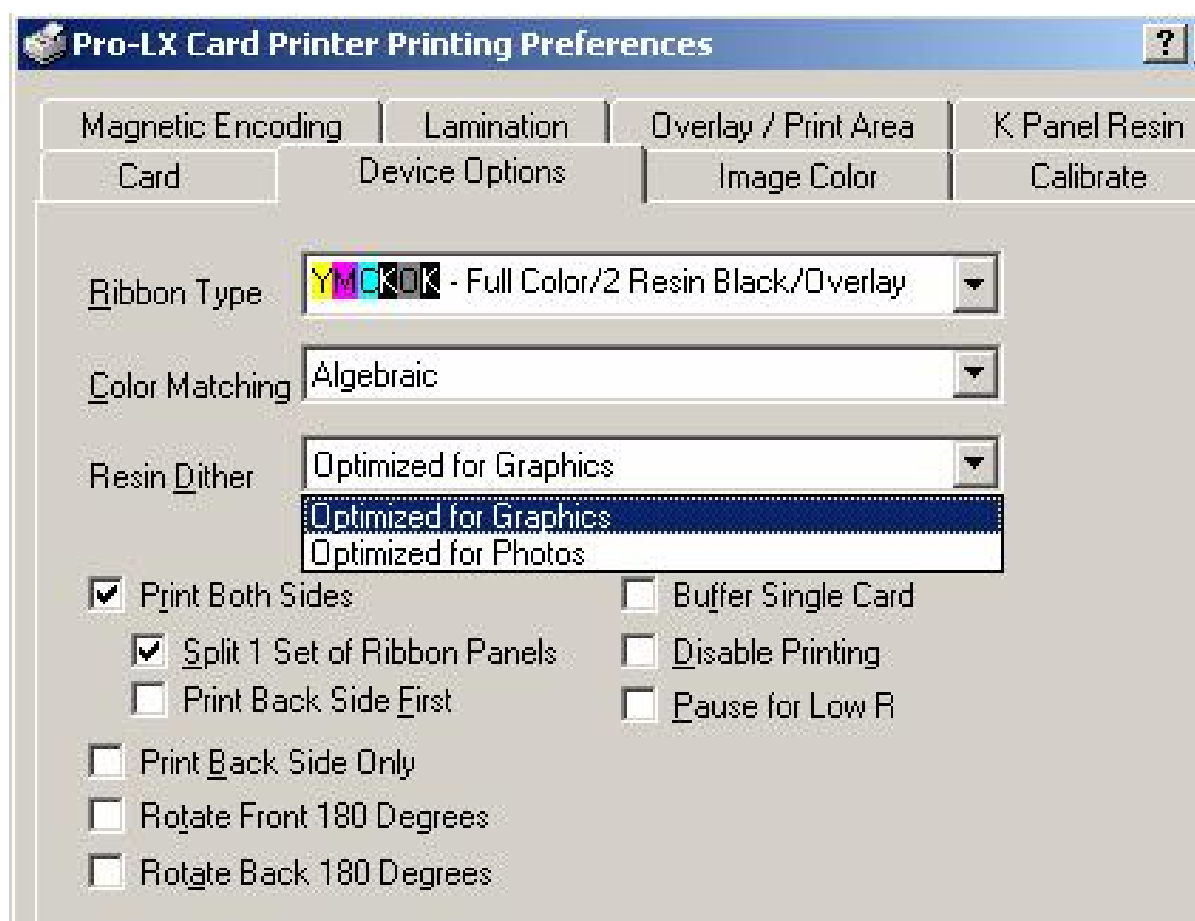 Pro-LX Card Printer Printing Preferences ?
Magnetic Encoding Lamination Overlay / Print Area K Panel Resin
Card Device Options Image Color Calibrate
Ribbon Type YMCKOK - Full Color/2 Resin Black/Overlay
Color Matching Algebraic
Resin Dither Optimized for Graphics
Optimized for Graphics
Optimized for Photos
Print Both Sides Buffer Single Card
Split 1 Set of Ribbon Panels Disable Printing
Print Back Side First Pause for Low R
Print Back Side Only
Rotate Front 180 Degrees
Rotate Back 180 Degrees